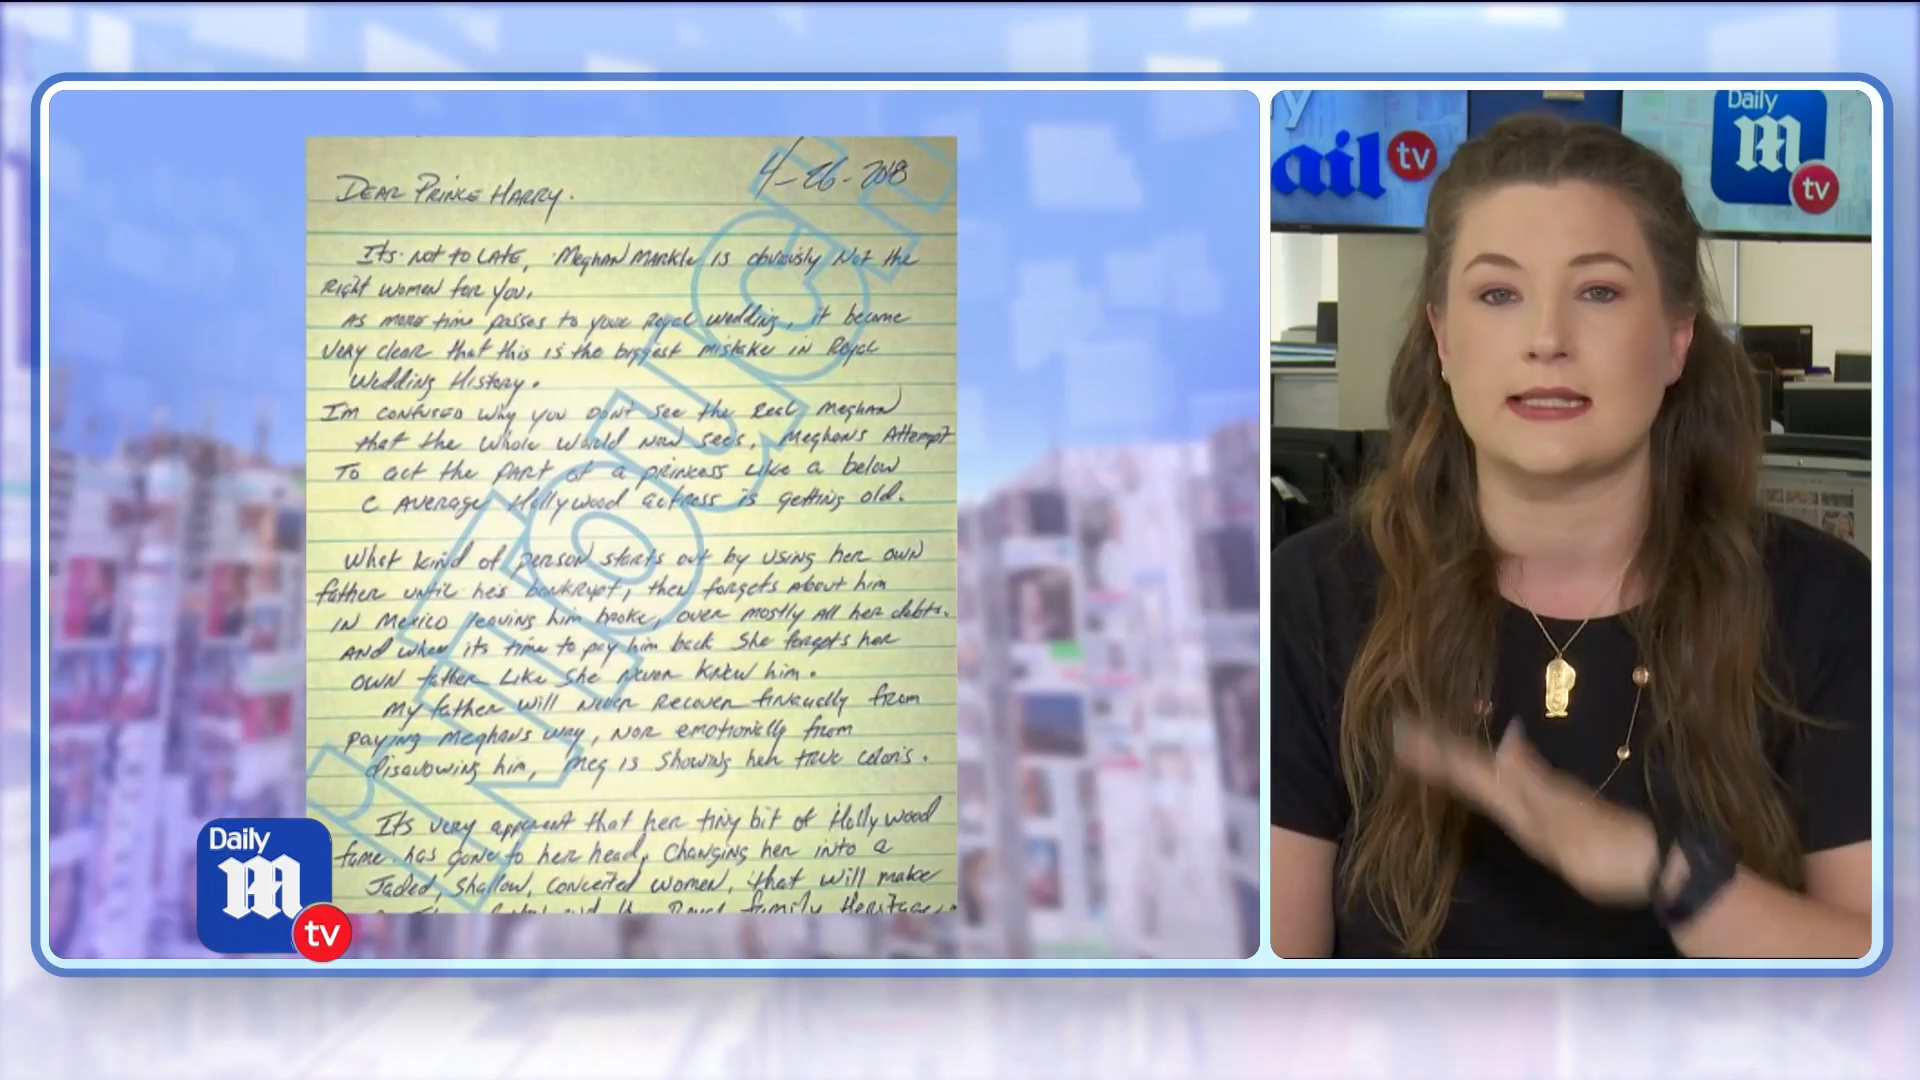 4-26-2018
DEAR PRINCE HARRY.
Its not to LATE, Meghan MARKLE is obviously Not the
Right women for you,
As more time passes to your Royal Wedding, it became
very clear that this is the biggest mistake in Royal
Wedding History.
I'm CONFUSED why you DON'T see the Real Meghan
that the whole world now sees, Meghan's Attempt
To act the part of a princess Like a below
C AVERAGE Hollywood actress is getting old.
What kind of person starts out by using her own
father until he's bankrupt, then forgets about him
IN Mexico leaving him broke, over mostly all her debts.
And when its time to pay him back She forgets her
OWN father Like She never knew him.
My father will never Recover financially from
paying Meghans way, nor emotionally from
disavowing him, Meg is Showing her true colors.
It's very apparent that her tiny bit of Hollywood
fame has gone to her head, Changing her into a
Jaded, Shallow, Conceited women, that will make
and the Royal family Heritage
InTouch
Daily
M
tv
y
ail tv
Daily
M
tv